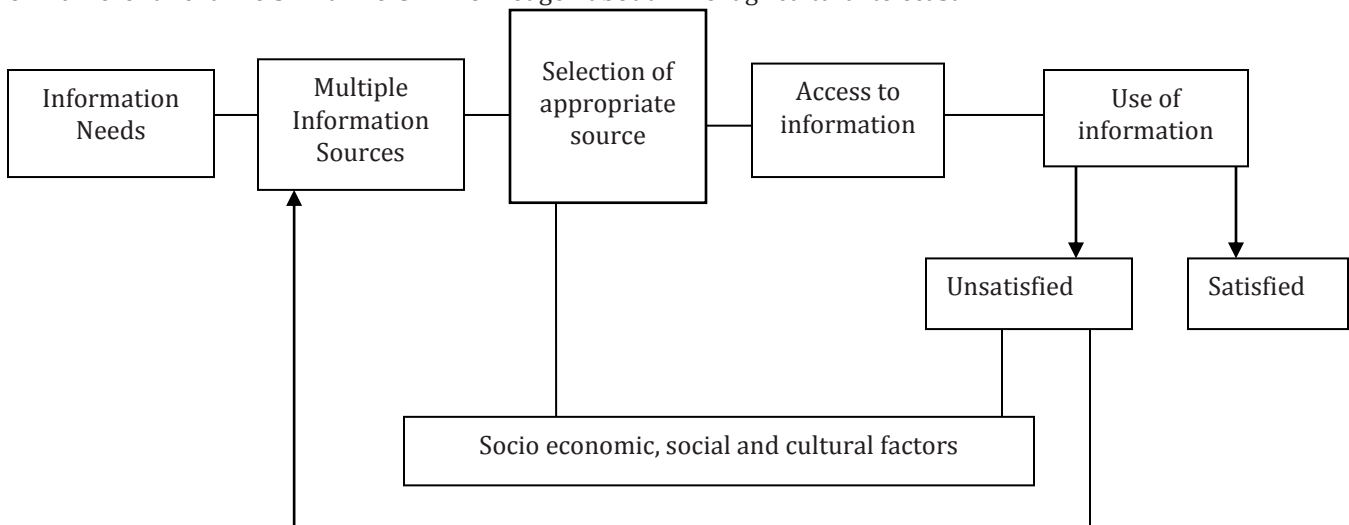 Information
Needs
Multiple
Information
Sources
Selection of
appropriate
source
Access to
information
Use of
information
Unsatisfied
Satisfied
Socio economic, social and cultural factors